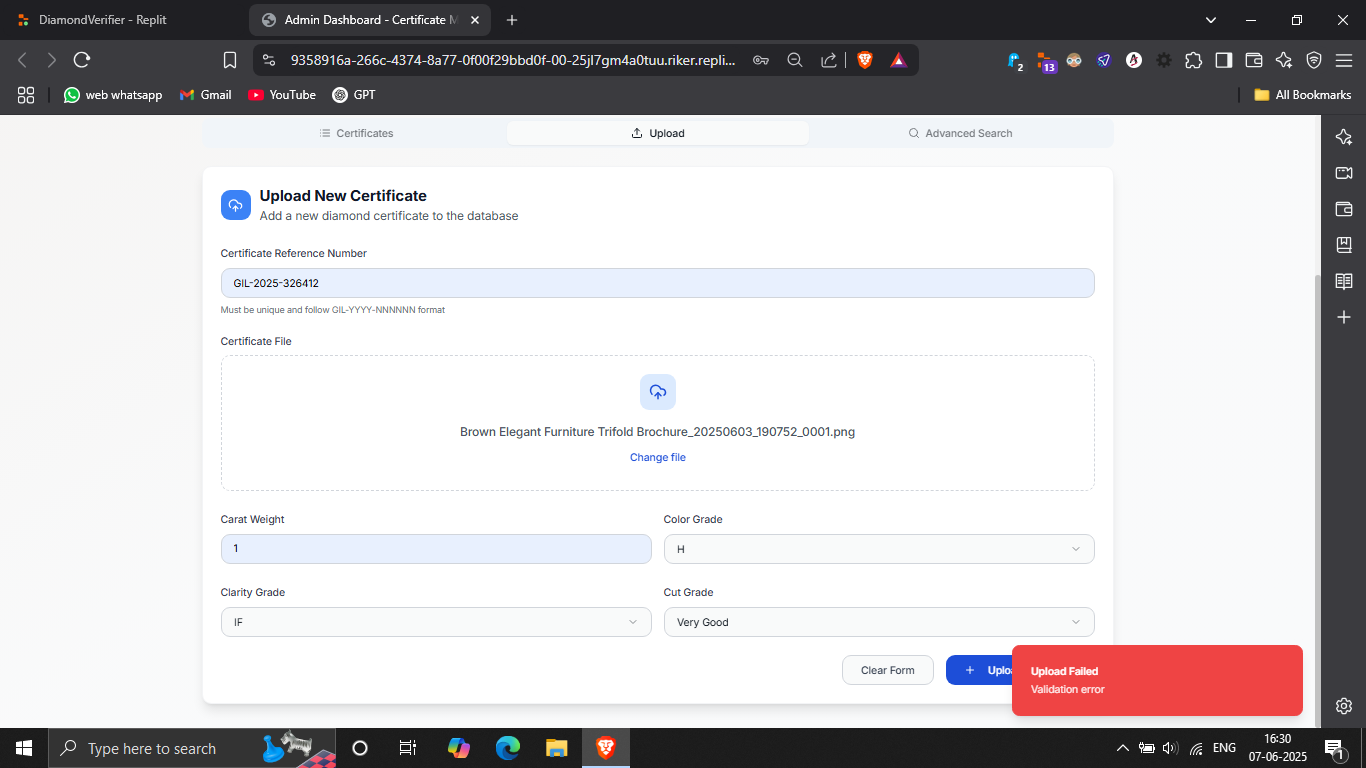 DiamondVerifier - Replit
Admin Dashboard - Certificate M
9358916a-266c-4374-8a77-0f00f29bbd0f-00-25jl7gm4a0tuu.riker.repli...
2
13
web whatsapp
Gmail
YouTube
GPT
All Bookmarks
Certificates
Upload
Advanced Search
Upload New Certificate
Add a new diamond certificate to the database
Certificate Reference Number
GIL-2025-326412
Must be unique and follow GIL-YYYY-NNNNNN format
Certificate File
Brown Elegant Furniture Trifold Brochure_20250603_190752_0001.png
Change file
Carat Weight
Color Grade
1
H
Clarity Grade
Cut Grade
IF
Very Good
Clear Form
+ Uplo
Upload Failed
Validation error
Type here to search
ENG
16:30
07-06-2025
1